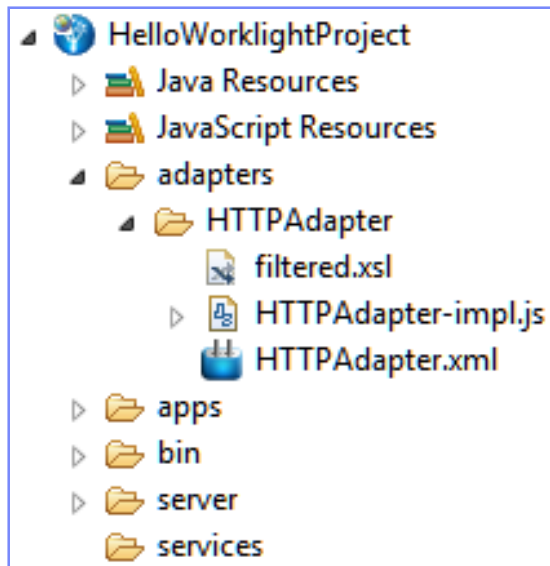 HelloWorklightProject
Java Resources
JavaScript Resources
adapters
HTTPAdapter
filtered.xsl
HTTPAdapter-impl.js
HTTPAdapter.xml
apps
bin
server
services